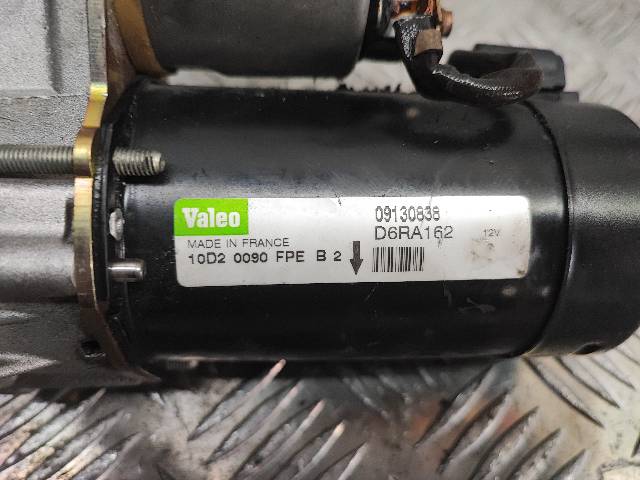 Valeo
09130838
D6RA162 12V
MADE IN FRANCE
10D2 0090 FPE B 2